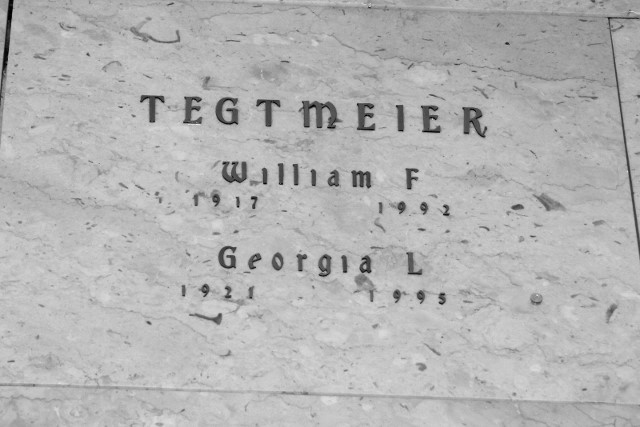 TEGTMEIER
William F
1917 1992
Georgia L
1921 1995